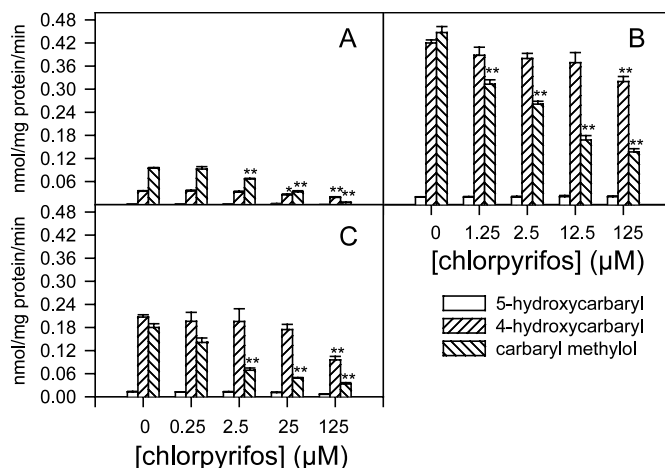 nmol/mg protein/min
0.48
0.42
0.36
0.30
0.24
0.18
0.12
0.06
A
**
*
**
**
**
B
**
**
**
**
**
0 1.25 2.5 12.5 125
[chlorpyrifos] (μM)
nmol/mg protein/min
0.48
0.42
0.36
0.30
0.24
0.18
0.12
0.06
0.00
C
**
**
**
**
0 0.25 2.5 25 125
[chlorpyrifos] (μM)
5-hydroxycarbaryl
4-hydroxycarbaryl
carbaryl methylol